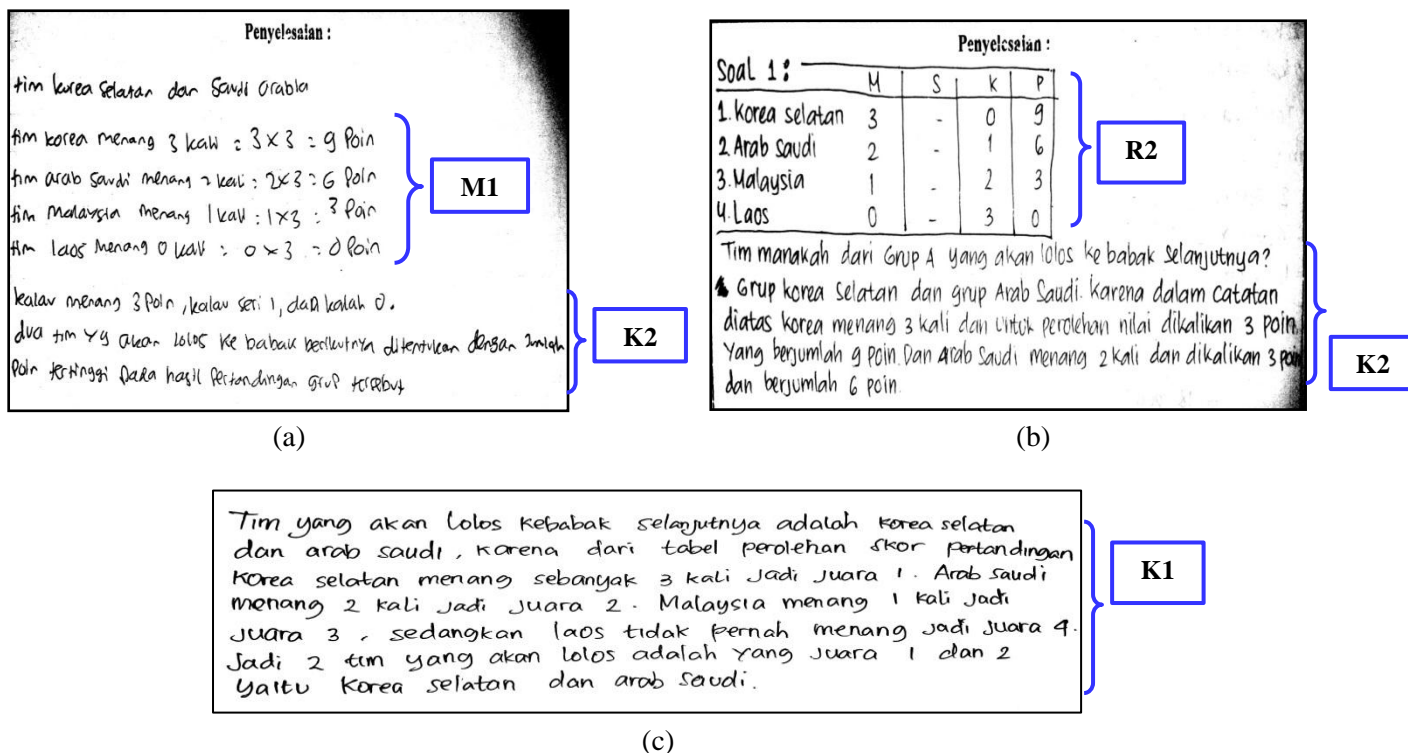 Penyelesaian :
tim korea selatan dan Saudi arabia
tim korea menang 3 kali = 3 x 3 = 9 Poin
tim arab saudi menang 2 kali = 2x3 = 6 Poin
tim malaysia menang 1 kali = 1 x 3 = 3 Poin
tim laos menang 0 kali = 0 x 3 = 0 Poin
M1
kalau menang 3 Poin, kalau seri 1, dan kalah 0.
dua tim yg akan lolos ke babak berikutnya ditentukan dengan Jumlah
Poin tertinggi Pada hasil Pertandingan grup tersebut
K2
(a)
Penyelesaian :
Soal 1:
M S K P
1. Korea selatan 3 - 0 9
2. Arab saudi 2 - 1 6
3. Malaysia 1 - 2 3
4. Laos 0 - 3 0
R2
Tim manakah dari Grup A yang akan lolos ke babak selanjutnya?
Grup korea selatan dan grup Arab Saudi. karena dalam catatan
diatas korea menang 3 kali dan untuk perolehan nilai dikalikan 3 poin
yang berjumlah 9 poin. Dan Arab Saudi menang 2 kali dan dikalikan 3 poin
dan berjumlah 6 poin.
K2
(b)
Tim yang akan lolos kebabak selanjutnya adalah korea selatan
dan arab saudi, karena dari tabel perolehan skor pertandingan
korea selatan menang sebanyak 3 kali jadi juara 1. Arab saudi
menang 2 kali jadi juara 2. Malaysia menang 1 kali jadi
juara 3, sedangkan laos tidak pernah menang jadi juara 4.
Jadi 2 tim yang akan lolos adalah yang juara 1 dan 2
yaitu Korea selatan dan arab saudi.
K1
(c)